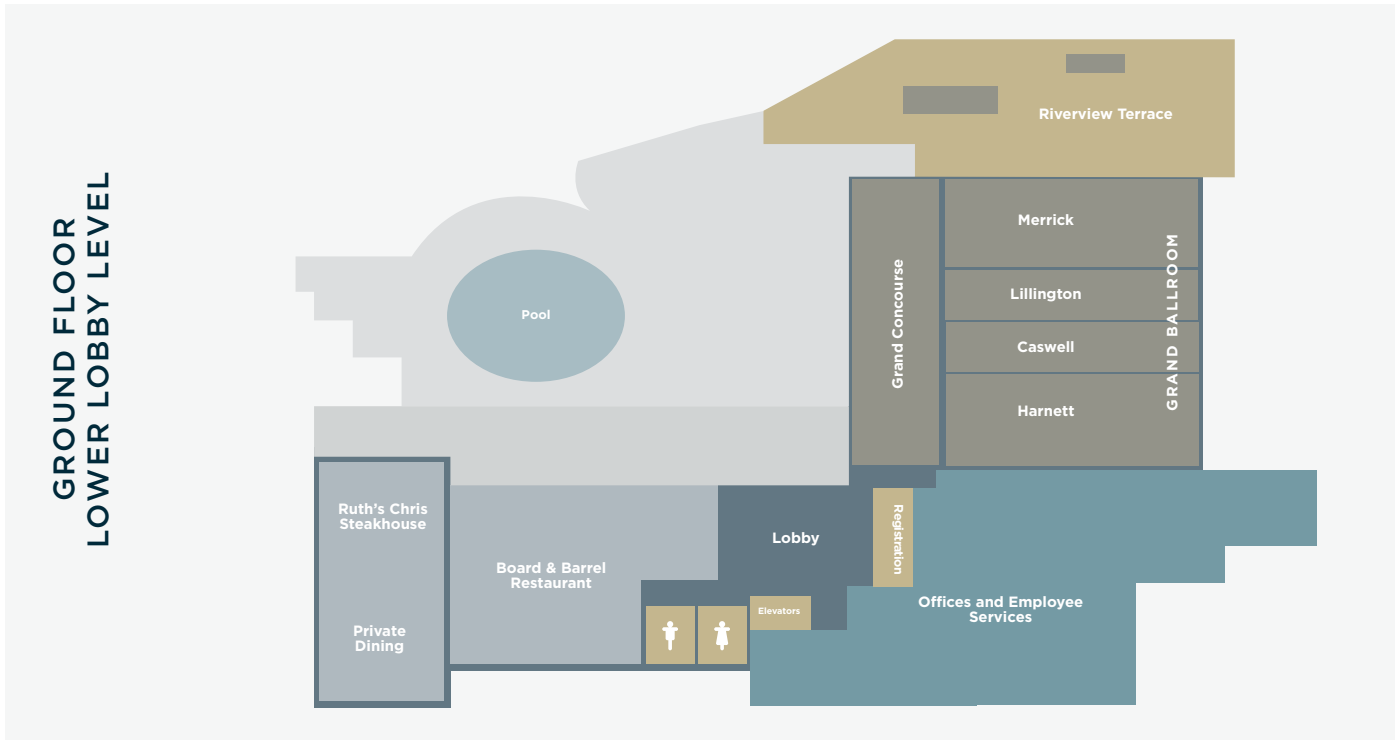 GROUND FLOOR
LOWER LOBBY LEVEL
Riverview Terrace
Merrick
Lillington
Caswell
Harnett
GRAND BALLROOM
Grand Concourse
Pool
Ruth's Chris
Steakhouse
Private
Dining
Board & Barrel
Restaurant
Lobby
Registration
Elevators
Offices and Employee
Services